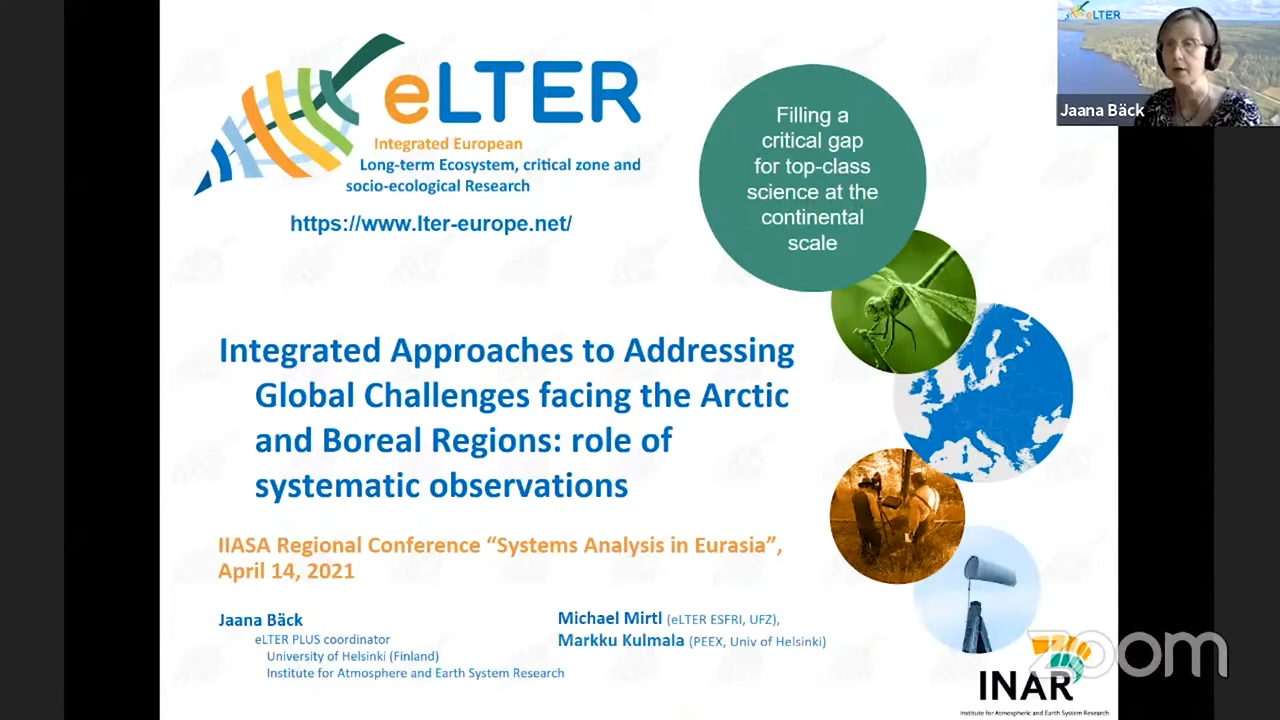 eLTER
Integrated European
Long-term Ecosystem, critical zone and
socio-ecological Research
https://www.lter-europe.net/
Filling a
critical gap
for top-class
science at the
continental
scale
eLTER
Jaana Bäck
Integrated Approaches to Addressing
Global Challenges facing the Arctic
and Boreal Regions: role of
systematic observations
IIASA Regional Conference “Systems Analysis in Eurasia”,
April 14, 2021
Jaana Bäck
eLTER PLUS coordinator
University of Helsinki (Finland)
Institute for Atmosphere and Earth System Research
Michael Mirtl (eLTER ESFRI, UFZ),
Markku Kulmala (PEEX, Univ of Helsinki)
zoom
INAR
Institute for Atmospheric and Earth System Research